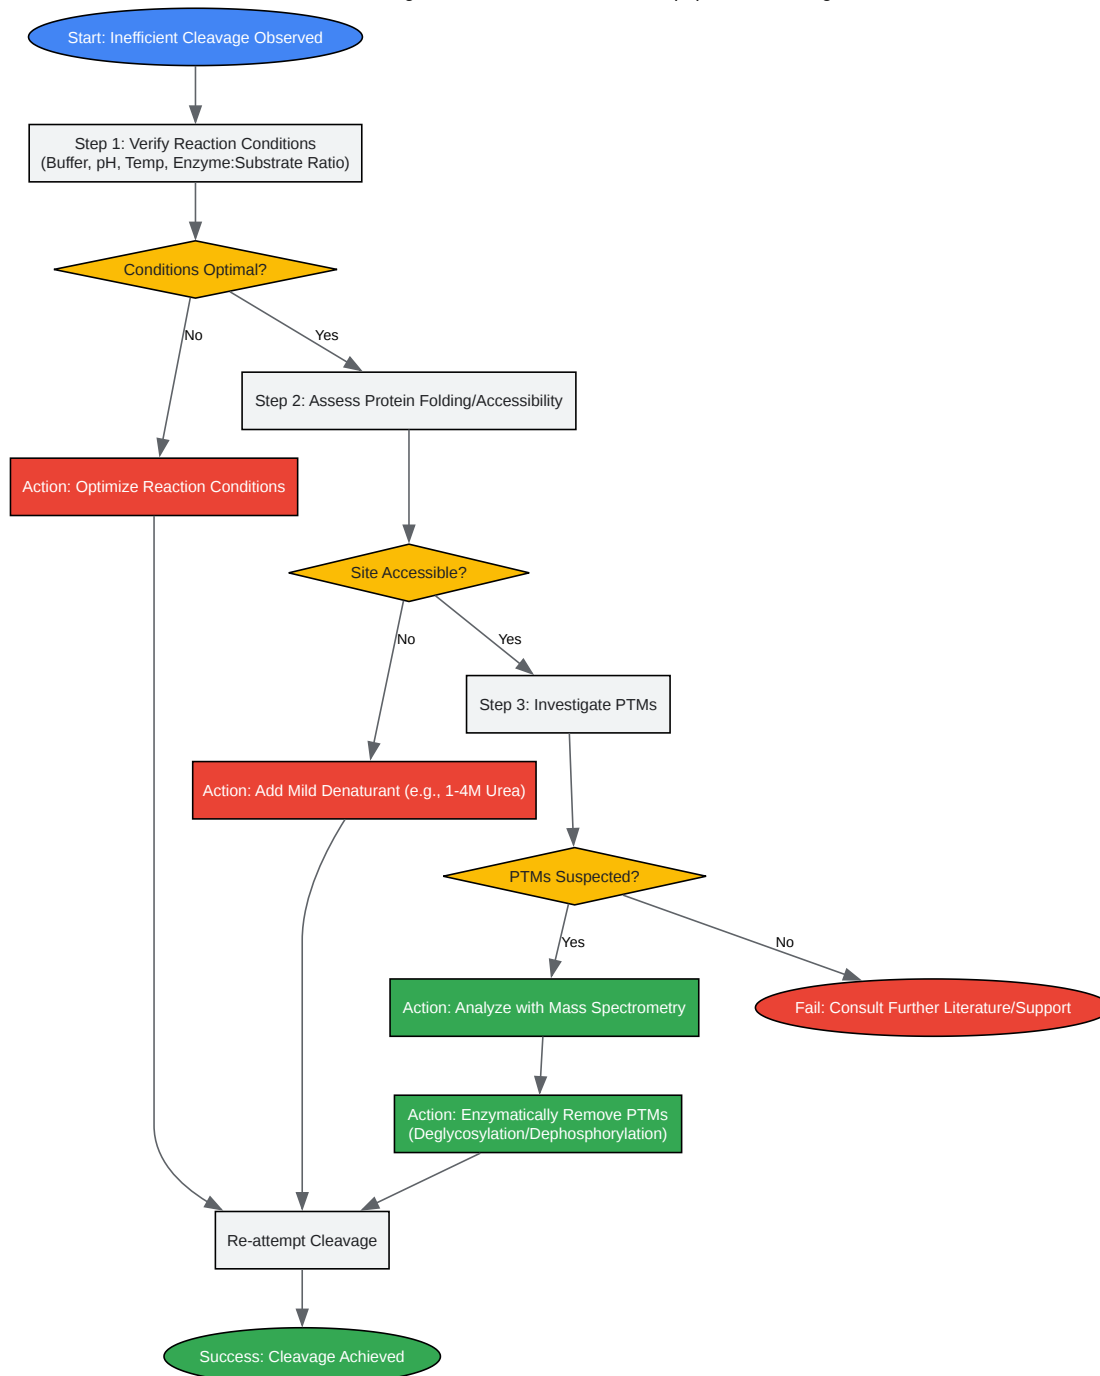 Start: Inefficient Cleavage Observed
Step 1: Verify Reaction Conditions
(Buffer, pH, Temp, Enzyme:Substrate Ratio)
Conditions Optimal?
No
Yes
Step 2: Assess Protein Folding/Accessibility
Action: Optimize Reaction Conditions
Site Accessible?
No
Yes
Step 3: Investigate PTMs
Action: Add Mild Denaturant (e.g., 1-4M Urea)
PTMs Suspected?
Yes
No
Action: Analyze with Mass Spectrometry
Fail: Consult Further Literature/Support
Action: Enzymatically Remove PTMs
(Deglycosylation/Dephosphorylation)
Re-attempt Cleavage
Success: Cleavage Achieved